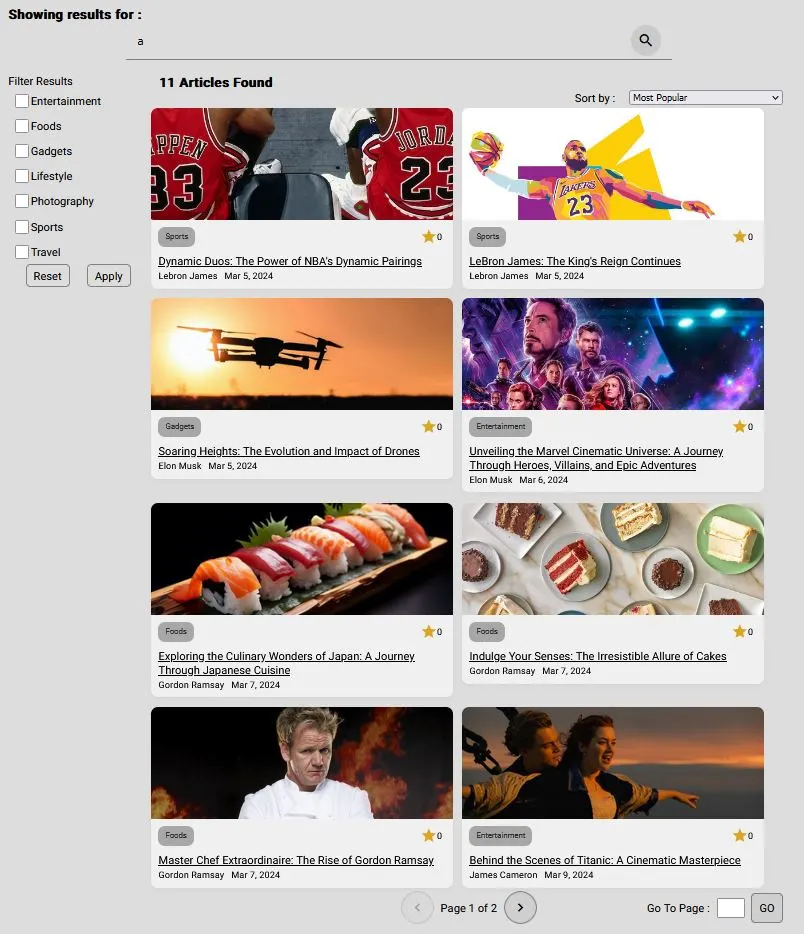 Showing results for :
a
Filter Results
Entertainment
Foods
Gadgets
Lifestyle
Photography
Sports
Travel
Reset Apply
11 Articles Found
Sort by : Most Popular
PPEN
33
JORDA
23
Sports 0
Dynamic Duos: The Power of NBA's Dynamic Pairings
Lebron James Mar 5, 2024
LAKERS
23
Sports 0
LeBron James: The King's Reign Continues
Lebron James Mar 5, 2024
Gadgets 0
Soaring Heights: The Evolution and Impact of Drones
Elon Musk Mar 5, 2024
Entertainment 0
Unveiling the Marvel Cinematic Universe: A Journey
Through Heroes, Villains, and Epic Adventures
Elon Musk Mar 6, 2024
Foods 0
Exploring the Culinary Wonders of Japan: A Journey
Through Japanese Cuisine
Gordon Ramsay Mar 7, 2024
Foods 0
Indulge Your Senses: The Irresistible Allure of Cakes
Gordon Ramsay Mar 7, 2024
Foods 0
Master Chef Extraordinaire: The Rise of Gordon Ramsay
Gordon Ramsay Mar 7, 2024
Entertainment 0
Behind the Scenes of Titanic: A Cinematic Masterpiece
James Cameron Mar 9, 2024
Page 1 of 2
Go To Page : GO